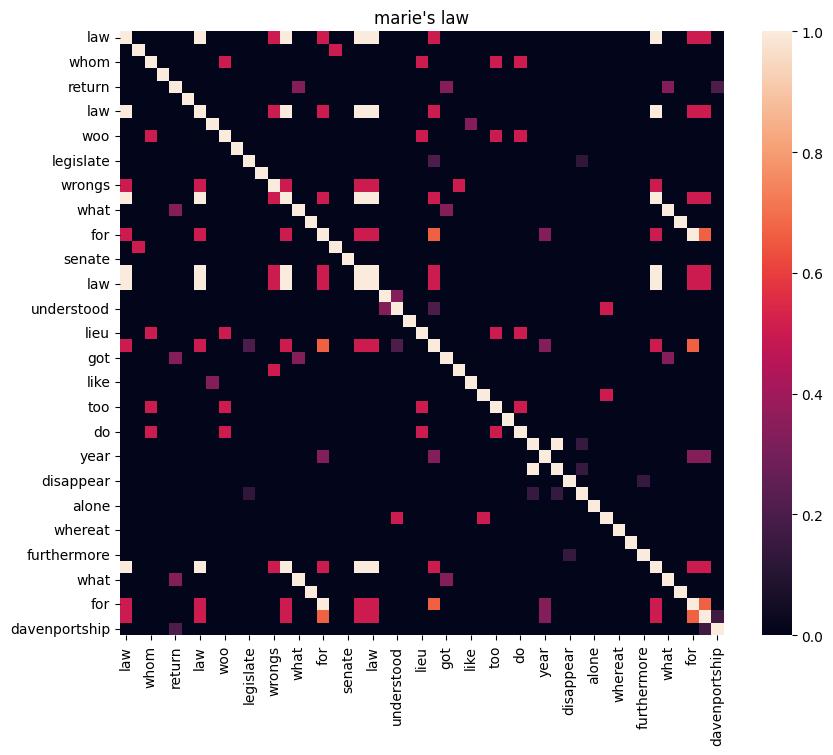 marie's law
law
whom
return
law
woo
legislate
wrongs
what
for
senate
law
understood
lieu
got
like
too
do
year
disappear
alone
whereat
furthermore
what
for
davenportship
1.0
0.8
0.6
0.4
0.2
0.0
law
whom
return
law
woo
legislate
wrongs
what
for
senate
law
understood
lieu
got
like
too
do
year
disappear
alone
whereat
furthermore
what
for
davenportship